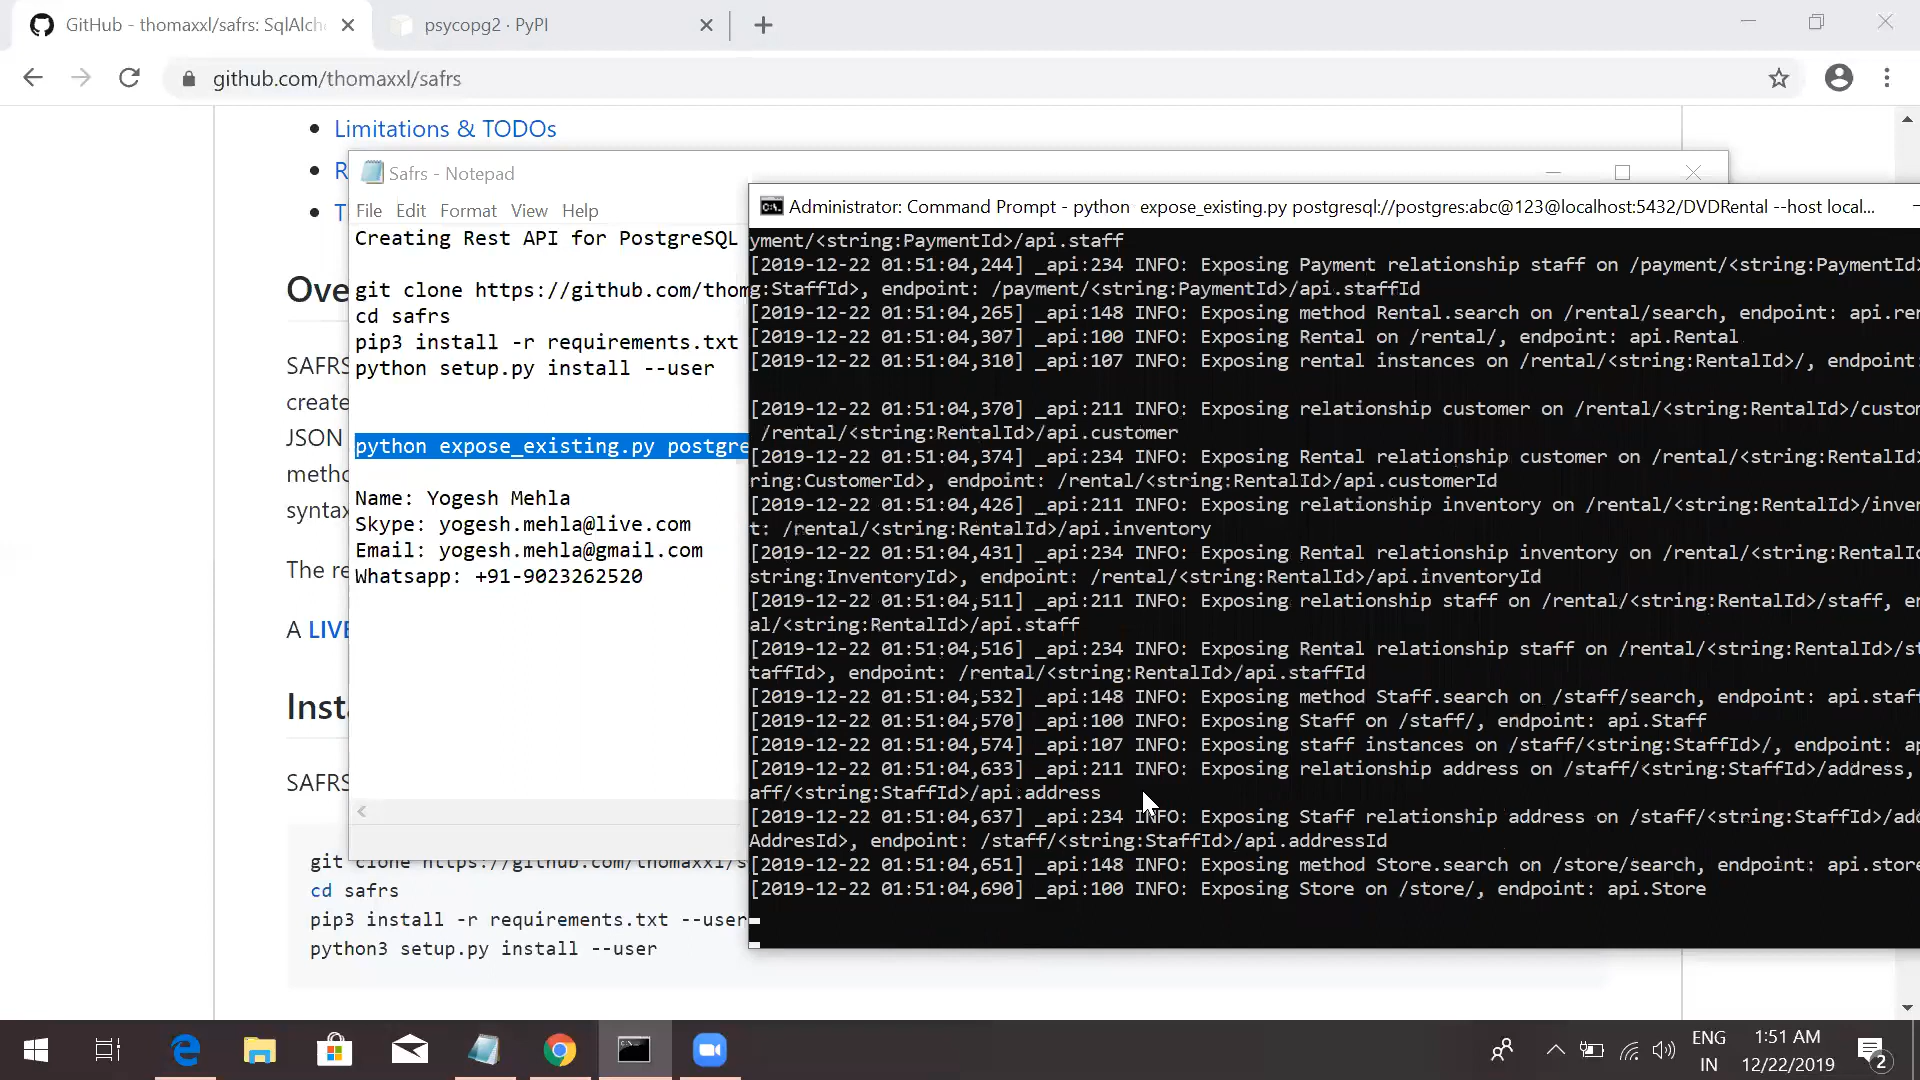 GitHub - thomaxxl/safrs: SqlAlch
psycopg2 · PyPI
github.com/thomaxxl/safrs
Limitations & TODOs
R
T
Ove
SAFRS
create
JSON
metho
syntax
The re
A LIVE
Insta
SAFRS
git clone https://github.com/thomaxxl/s
cd safrs
pip3 install -r requirements.txt --user
python3 setup.py install --user
Safrs - Notepad
File Edit Format View Help
Creating Rest API for PostgreSQL
git clone https://github.com/thom
cd safrs
pip3 install -r requirements.txt
python setup.py install --user
python expose_existing.py postgre
Name: Yogesh Mehla
Skype: yogesh.mehla@live.com
Email: yogesh.mehla@gmail.com
Whatsapp: +91-9023262520
Administrator: Command Prompt - python expose_existing.py postgresql://postgres:abc@123@localhost:5432/DVDRental --host local...
yment/<string:PaymentId>/api.staff
[2019-12-22 01:51:04,244] _api:234 INFO: Exposing Payment relationship staff on /payment/<string:PaymentId>
g:StaffId>, endpoint: /payment/<string:PaymentId>/api.staffId
[2019-12-22 01:51:04,265] _api:148 INFO: Exposing method Rental.search on /rental/search, endpoint: api.re
[2019-12-22 01:51:04,307] _api:100 INFO: Exposing Rental on /rental/, endpoint: api.Rental
[2019-12-22 01:51:04,310] _api:107 INFO: Exposing rental instances on /rental/<string:RentalId>/, endpoint:
[2019-12-22 01:51:04,370] _api:211 INFO: Exposing relationship customer on /rental/<string:RentalId>/custo
/rental/<string:RentalId>/api.customer
[2019-12-22 01:51:04,374] _api:234 INFO: Exposing Rental relationship customer on /rental/<string:RentalId>
ring:CustomerId>, endpoint: /rental/<string:RentalId>/api.customerId
[2019-12-22 01:51:04,426] _api:211 INFO: Exposing relationship inventory on /rental/<string:RentalId>/inve
t: /rental/<string:RentalId>/api.inventory
[2019-12-22 01:51:04,431] _api:234 INFO: Exposing Rental relationship inventory on /rental/<string:RentalI
string:InventoryId>, endpoint: /rental/<string:RentalId>/api.inventoryId
[2019-12-22 01:51:04,511] _api:211 INFO: Exposing relationship staff on /rental/<string:RentalId>/staff, e
al/<string:RentalId>/api.staff
[2019-12-22 01:51:04,516] _api:234 INFO: Exposing Rental relationship staff on /rental/<string:RentalId>/s
taffId>, endpoint: /rental/<string:RentalId>/api.staffId
[2019-12-22 01:51:04,532] _api:148 INFO: Exposing method Staff.search on /staff/search, endpoint: api.staf
[2019-12-22 01:51:04,570] _api:100 INFO: Exposing Staff on /staff/, endpoint: api.Staff
[2019-12-22 01:51:04,574] _api:107 INFO: Exposing staff instances on /staff/<string:StaffId>/, endpoint: a
[2019-12-22 01:51:04,633] _api:211 INFO: Exposing relationship address on /staff/<string:StaffId>/address,
aff/<string:StaffId>/api.address
[2019-12-22 01:51:04,637] _api:234 INFO: Exposing Staff relationship address on /staff/<string:StaffId>/ad
AddresId>, endpoint: /staff/<string:StaffId>/api.addressId
[2019-12-22 01:51:04,651] _api:148 INFO: Exposing method Store.search on /store/search, endpoint: api.stor
[2019-12-22 01:51:04,690] _api:100 INFO: Exposing Store on /store/, endpoint: api.Store
ENG
IN
1:51 AM
12/22/2019
2